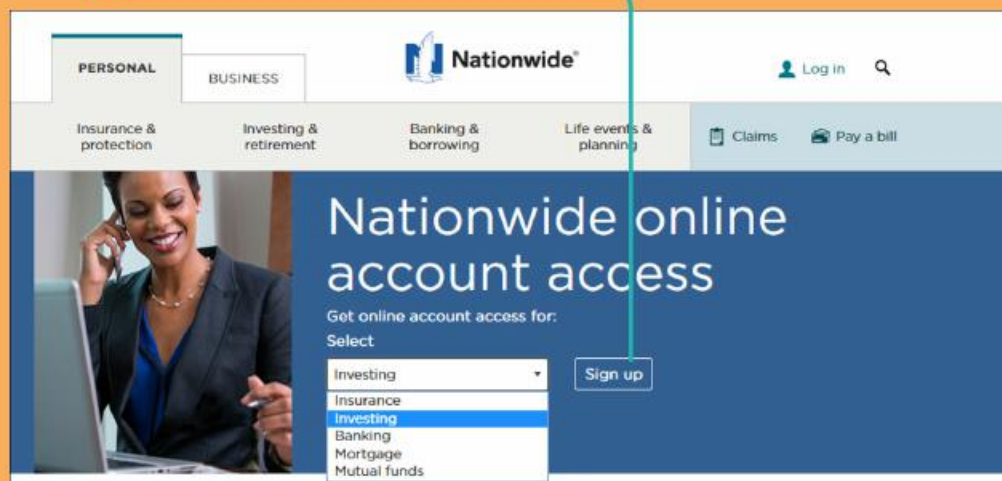 PERSONAL
BUSINESS
Nationwide®
Log in
Insurance &
protection
Investing &
retirement
Banking &
borrowing
Life events &
planning
Claims
Pay a bill
Nationwide online
account access
Get online account access for:
Select
Investing
Sign up
Insurance
Investing
Banking
Mortgage
Mutual funds